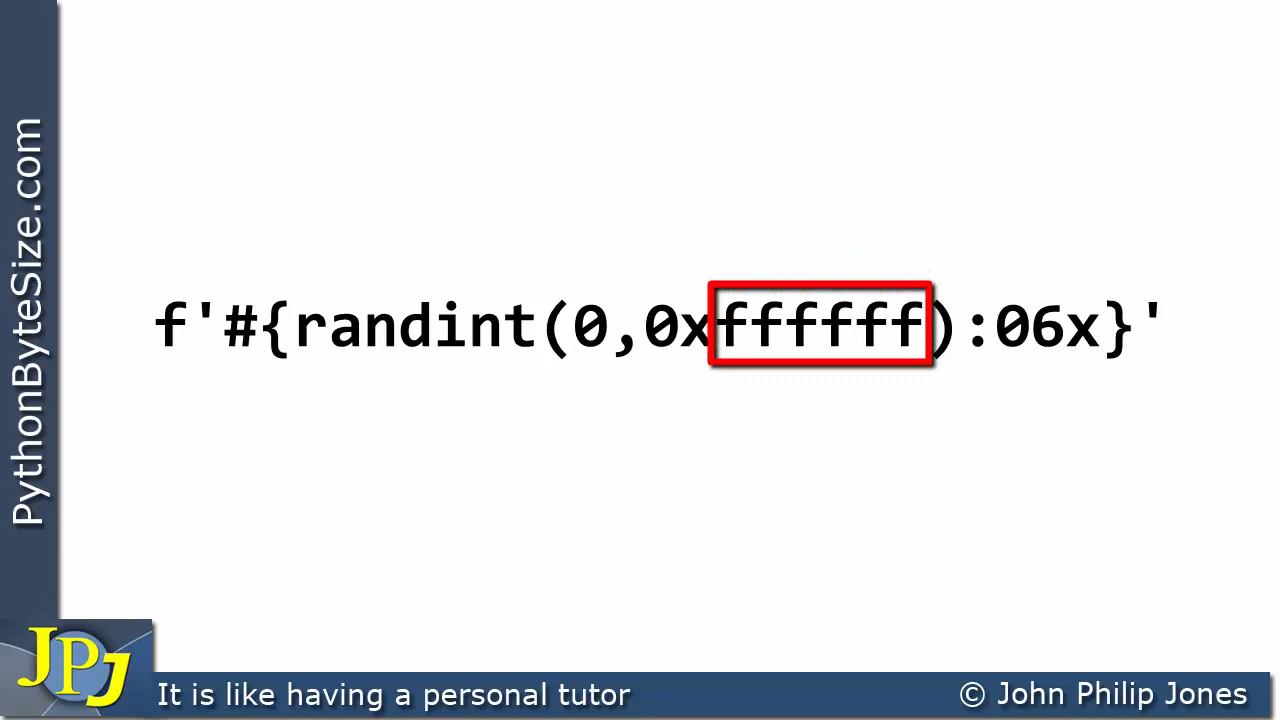 PythonByteSize.com
f'#{randint(0,0xffffff):06x}'
JPJ
It is like having a personal tutor
© John Philip Jones